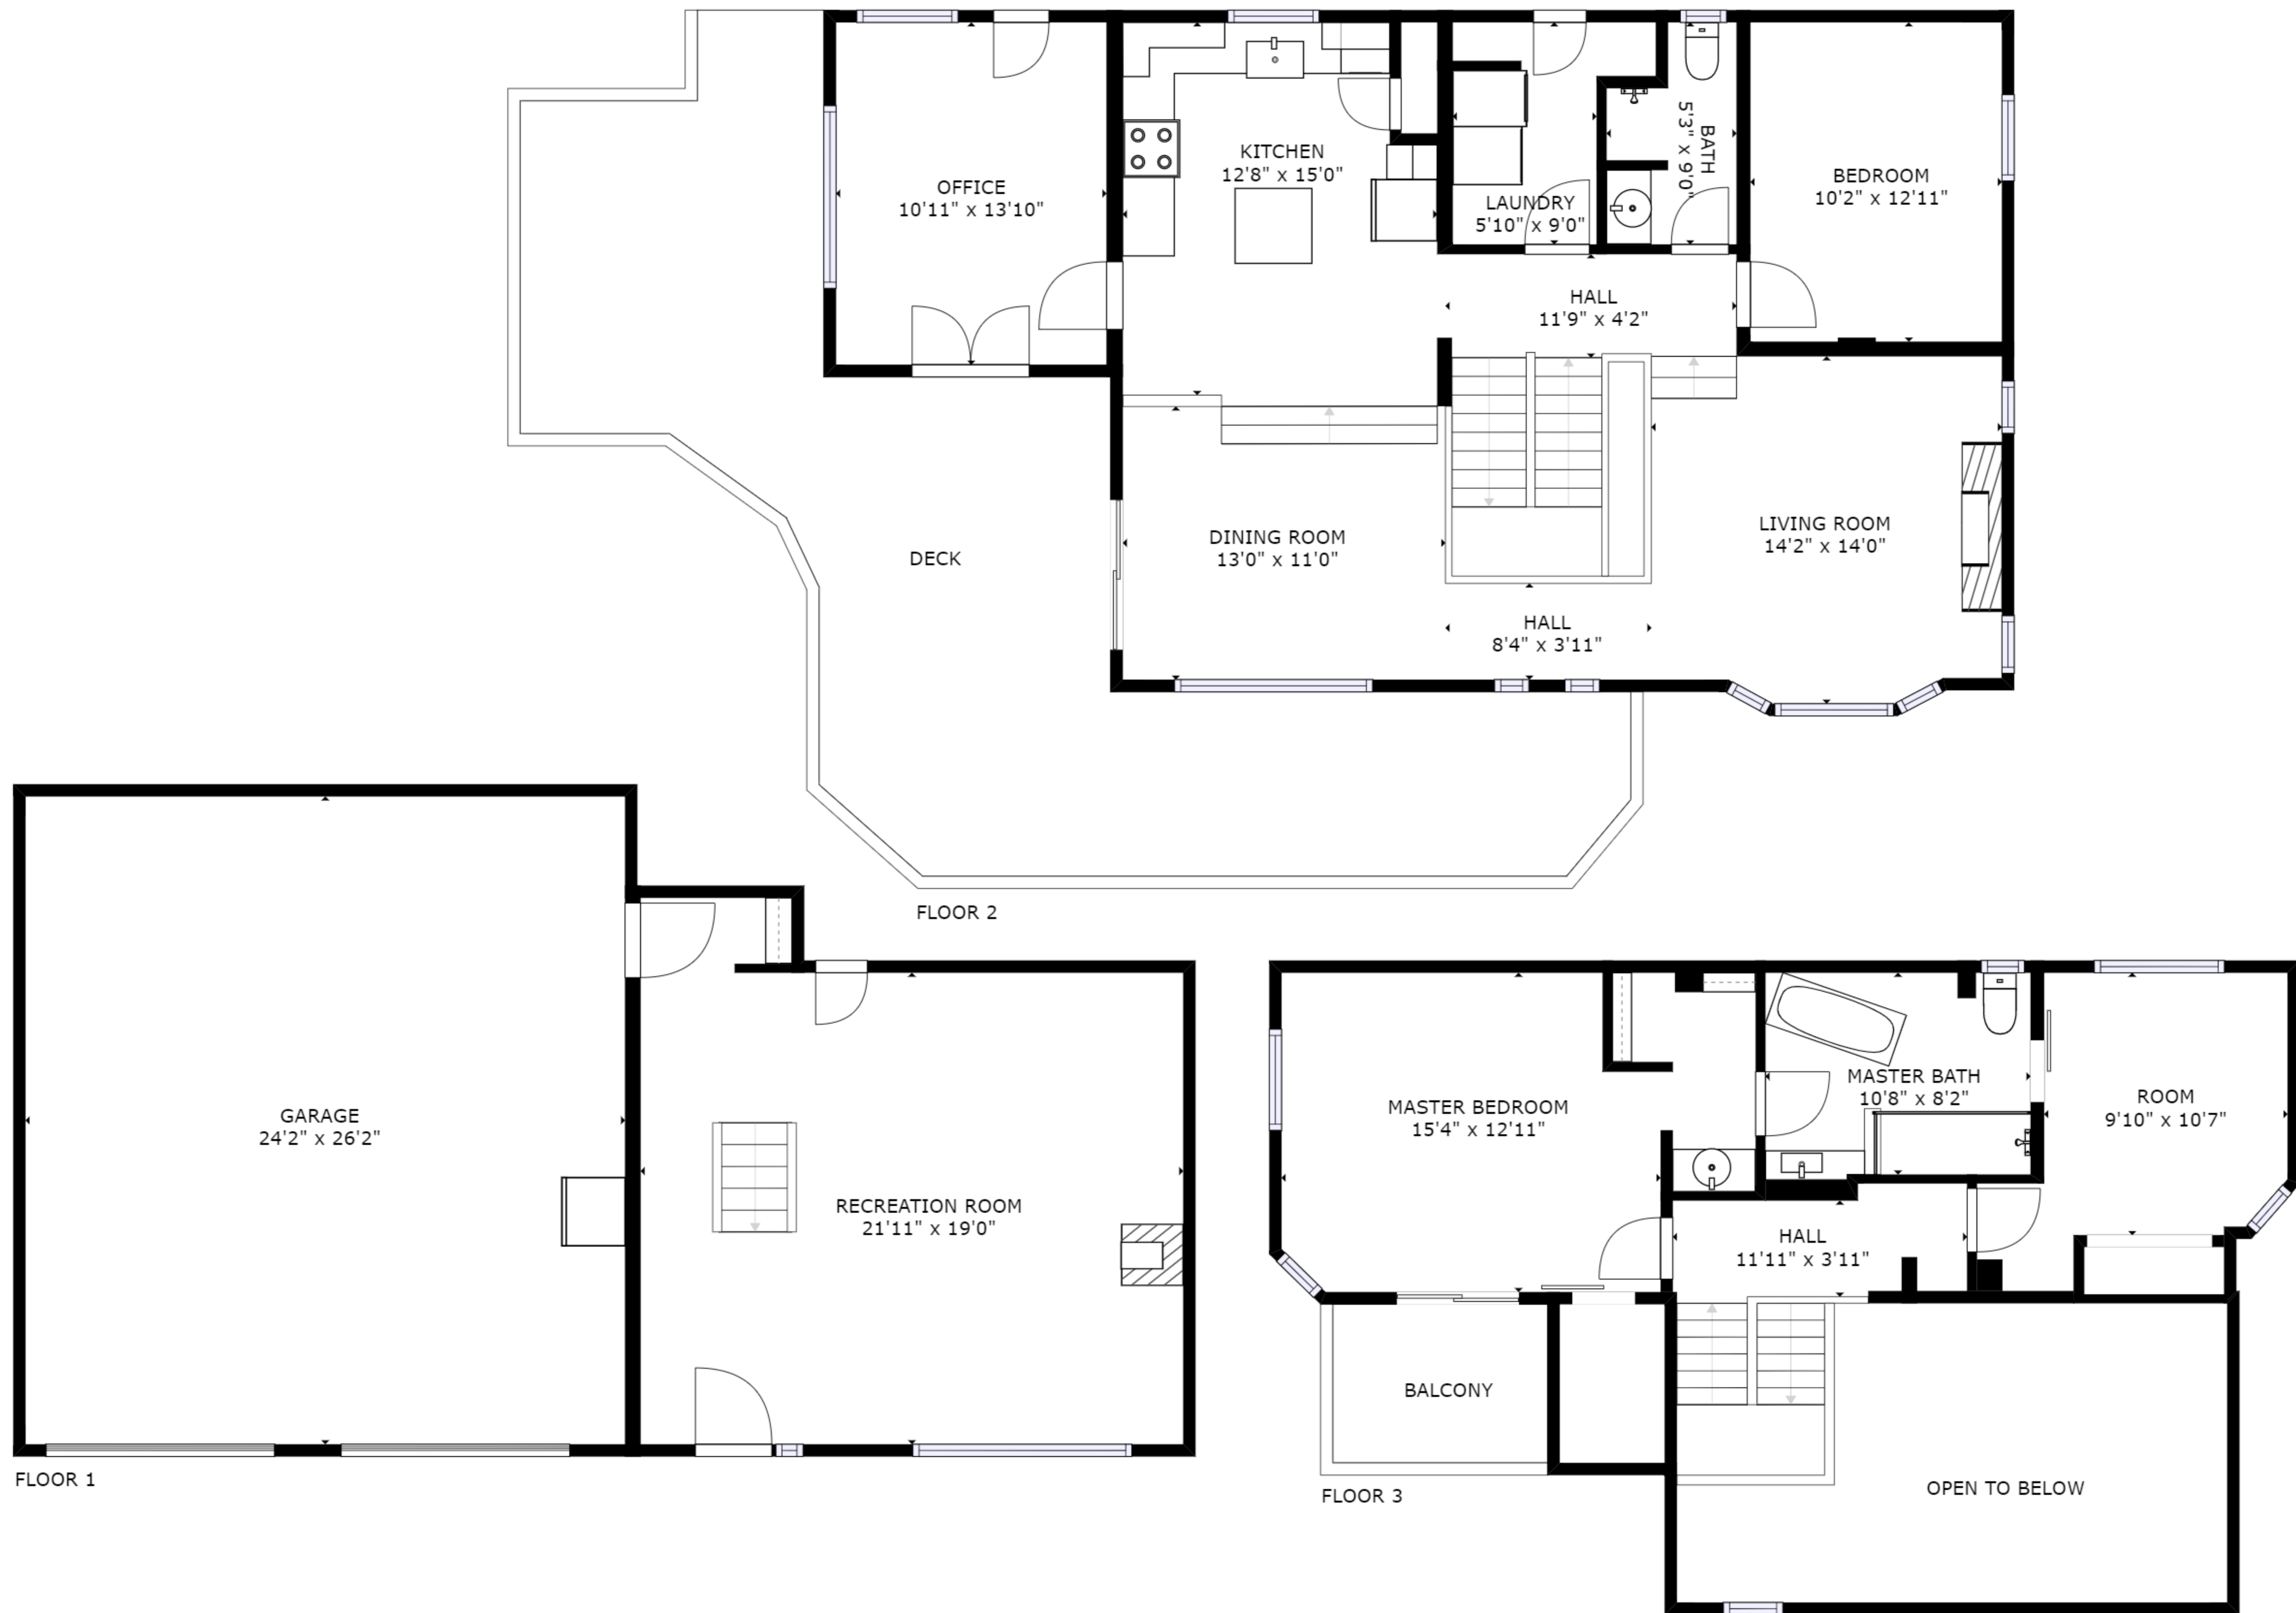 OFFICE
10'11" x 13'10"
KITCHEN
12'8" x 15'0"
LAUNDRY
5'10" x 9'0"
BATH
5'3" x 9'0"
BEDROOM
10'2" x 12'11"
HALL
11'9" x 4'2"
DECK
DINING ROOM
13'0" x 11'0"
LIVING ROOM
14'2" x 14'0"
HALL
8'4" x 3'11"
FLOOR 2
GARAGE
24'2" x 26'2"
RECREATION ROOM
21'11" x 19'0"
FLOOR 1
MASTER BEDROOM
15'4" x 12'11"
MASTER BATH
10'8" x 8'2"
ROOM
9'10" x 10'7"
HALL
11'11" x 3'11"
BALCONY
OPEN TO BELOW
FLOOR 3